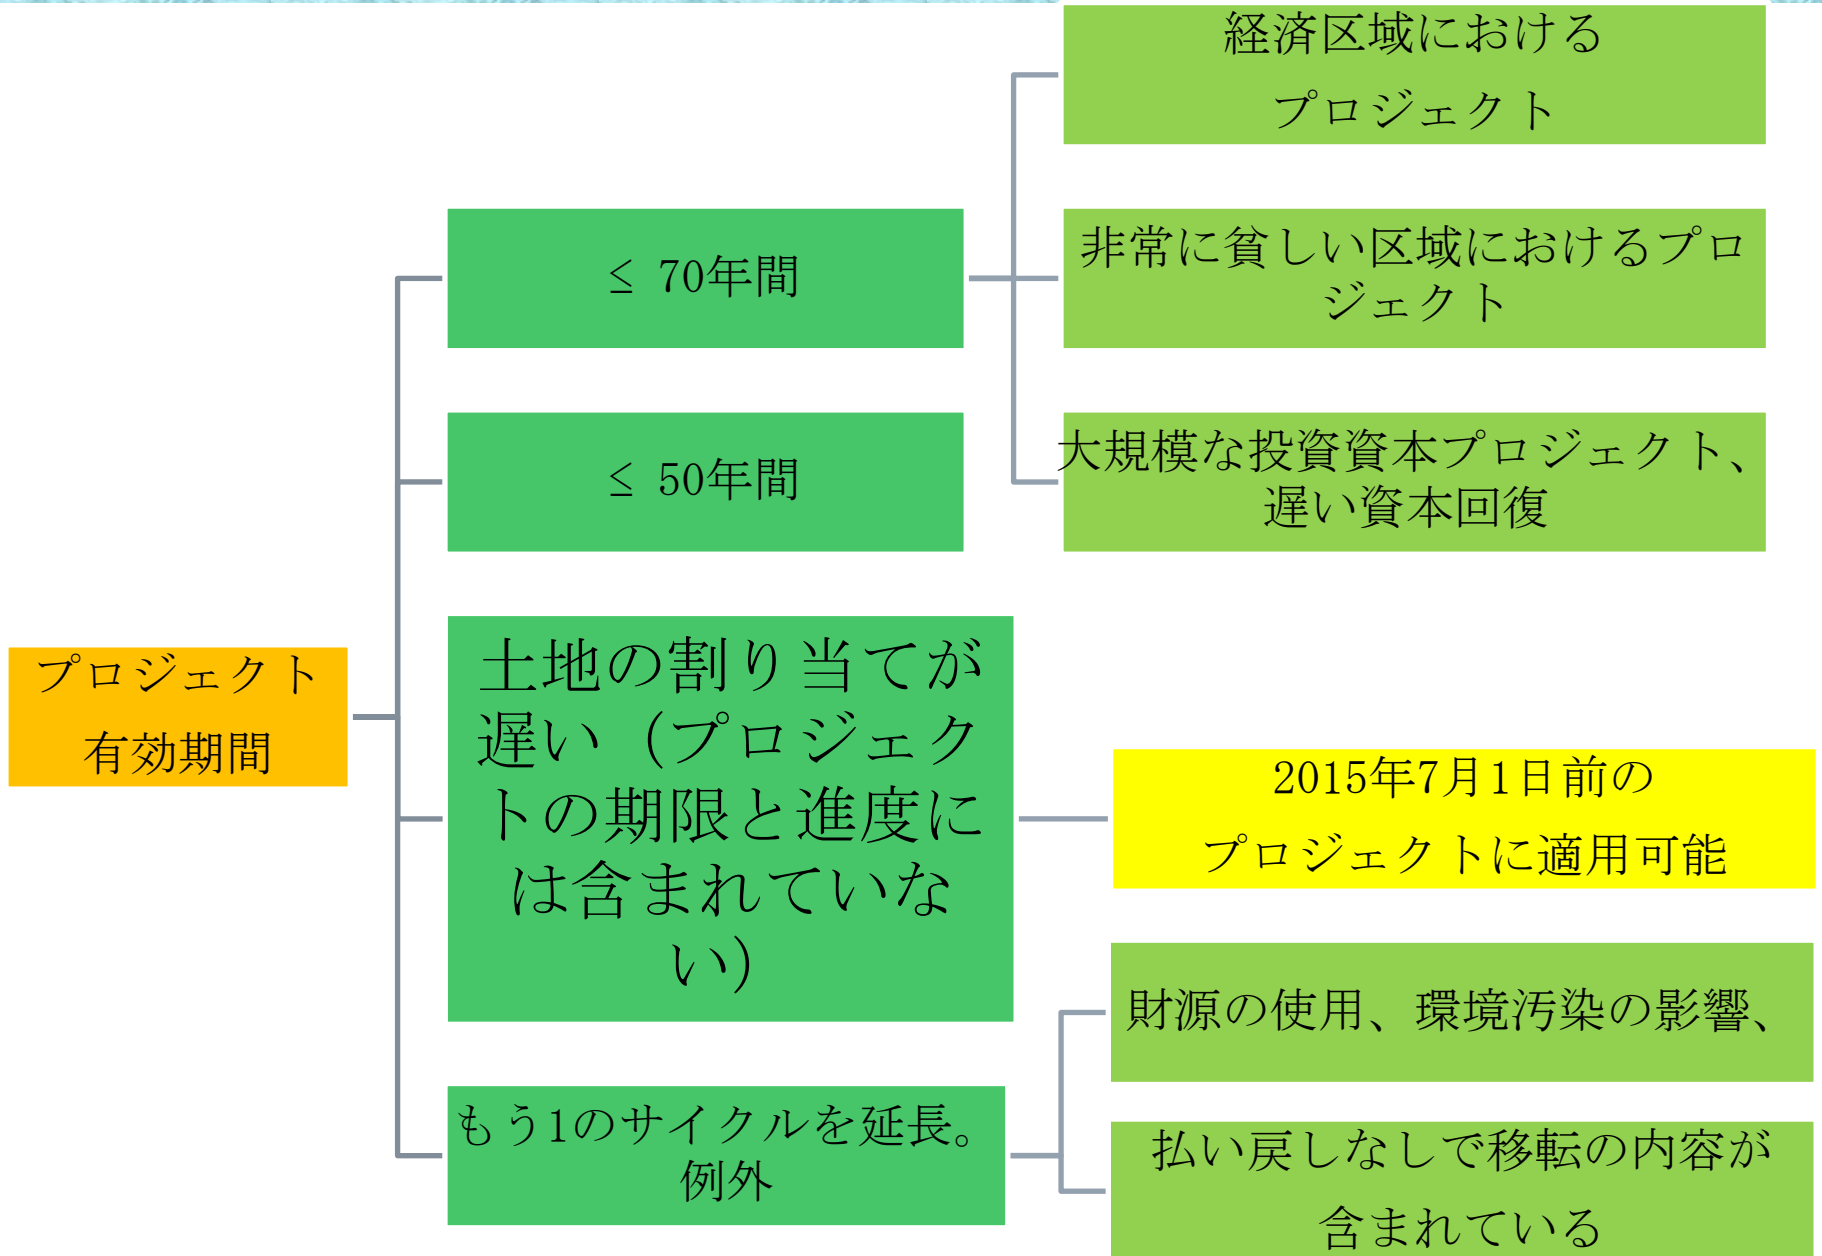 経済区域における
プロジェクト
≤ 70年間
非常に貧しい区域におけるプロ
ジェクト
≤ 50年間
大規模な投資資本プロジェクト、
遅い資本回復
プロジェクト
有効期間
土地の割り当てが
遅い（プロジェク
トの期限と進度に
は含まれていな
い）
2015年7月1日前の
プロジェクトに適用可能
もう1のサイクルを延長。
例外
財源の使用、環境汚染の影響、
払い戻しなしで移転の内容が
含まれている